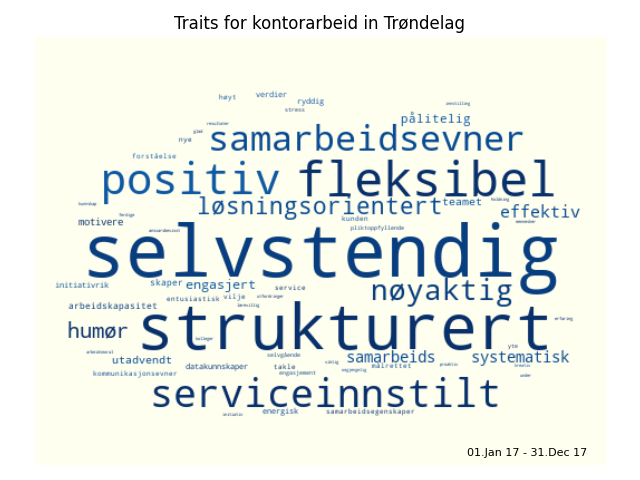 Traits for kontorarbeid in Trøndelag
høyt verdier
ryddig
stress
pålitelig
samarbeidsevner
nye
forståelse
positiv fleksibel
løsningsorientert teamet
kunden
effektiv
motivere
pliktoppfyllende
selvstendig
initiativrik
skaper engasjert
service
nøyaktig
entusiastisk vilje
arbeidskapasitet
humør strukturert
utadvendt
selvgående
samarbeids systematisk
datakunnskaper takle
målrettet
kommunikasjonsevner
engasjement
yte
serviceinnstilt
energisk samarbeidsegenskaper
01.Jan 17 - 31.Dec 17